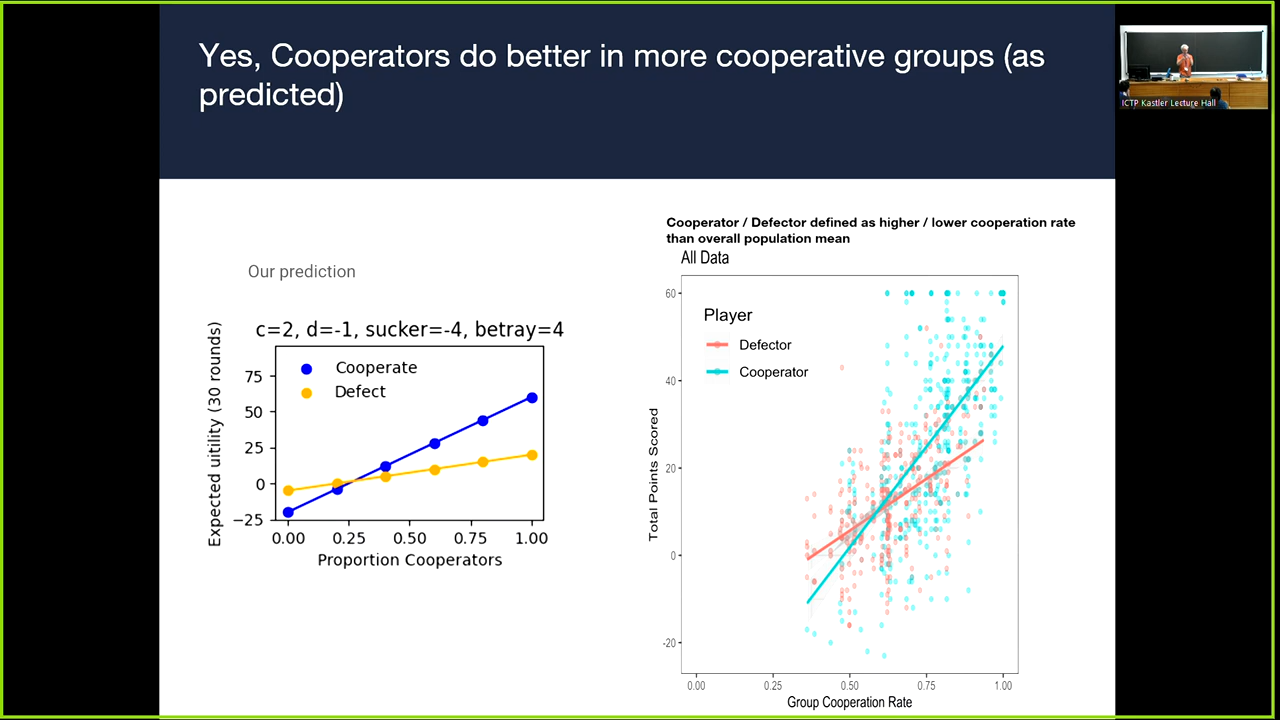 Yes, Cooperators do better in more cooperative groups (as
predicted)
ICTP Kastler Lecture Hall
Our prediction
c=2, d=-1, sucker=-4, betray=4
Cooperate
Defect
Expected uitility (30 rounds)
75
50
25
0
−25
0.00 0.25 0.50 0.75 1.00
Proportion Cooperators
Cooperator / Defector defined as higher / lower cooperation rate
than overall population mean
All Data
Player
Defector
Cooperator
Total Points Scored
60
40
20
0
-20
0.00 0.25 0.50 0.75 1.00
Group Cooperation Rate